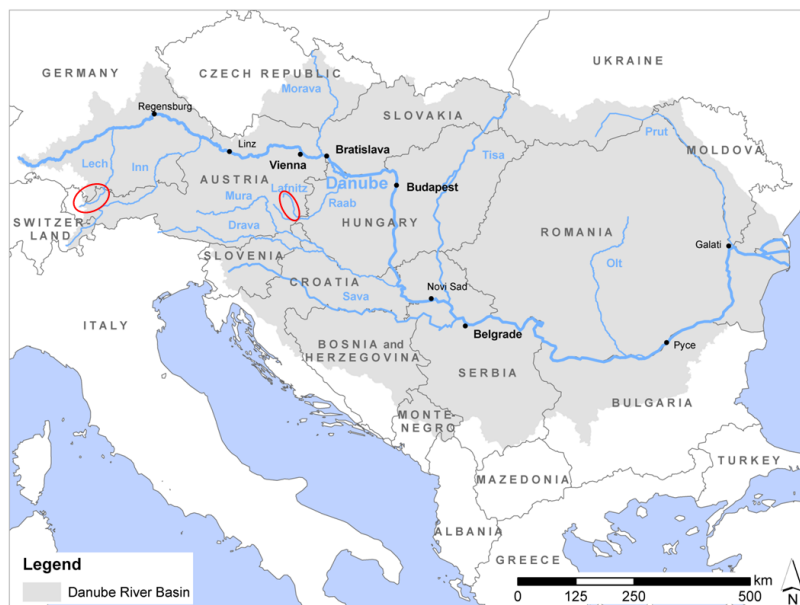 UKRAINE
GERMANY
CZECH REPUBLIC
Morava
Regensburg
SLOVAKIA
Prut
Linz
Bratislava
MOLDOVA
Tisa
Lech
Inn
Vienna
AUSTRIA
Danube
Budapest
Lafnitz
Mura
Raab
SWITZER-
LAND
HUNGARY
Drava
ROMANIA
Galati
SLOVENIA
Olt
CROATIA
Novi Sad
Sava
ITALY
Belgrade
BOSNIA and
HERZEGOVINA
Pyce
SERBIA
BULGARIA
MONTE-
NEGRO
TURKEY
MAZEDONIA
ALBANIA
GREECE
Legend
Danube River Basin
km
0 125 250 500
N